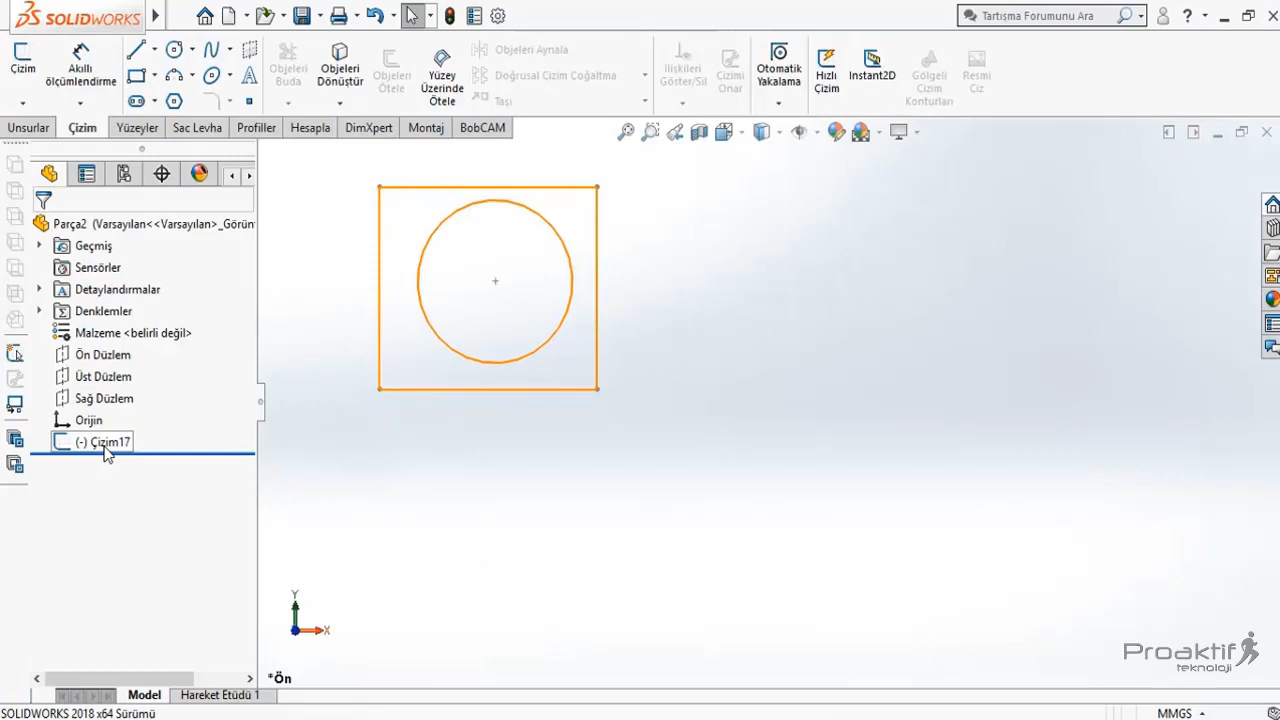 SOLIDWORKS
Tartışma Forumunu Ara
?
Çizim
Akıllı
ölçümlendirme
Objeleri
Buda
Objeleri
Dönüştür
Objeleri
Ötele
Yüzey
Üzerinde
Ötele
Objeleri Aynala
Doğrusal Çizim Çoğaltma
Taşı
İlişkileri
Göster/Sil
Çizimi
Onar
Otomatik
Yakalama
Hızlı
Çizim
Instant2D
Gölgeli
Çizim
Konturları
Resmi
Çiz
Unsurlar
Çizim
Yüzeyler
Sac Levha
Profiller
Hesapla
DimXpert
Montaj
BobCAM
Parça2 (Varsayılan<<Varsayılan>_Görün
Geçmiş
Sensörler
Detaylandırmalar
Denklemler
Malzeme <belirli değil>
Ön Düzlem
Üst Düzlem
Sağ Düzlem
Orijin
(-) Çizim17
Y
X
*Ön
Proaktif
teknoloji
Model
Hareket Etüdü 1
SOLIDWORKS 2018 x64 Sürümü
MMGS